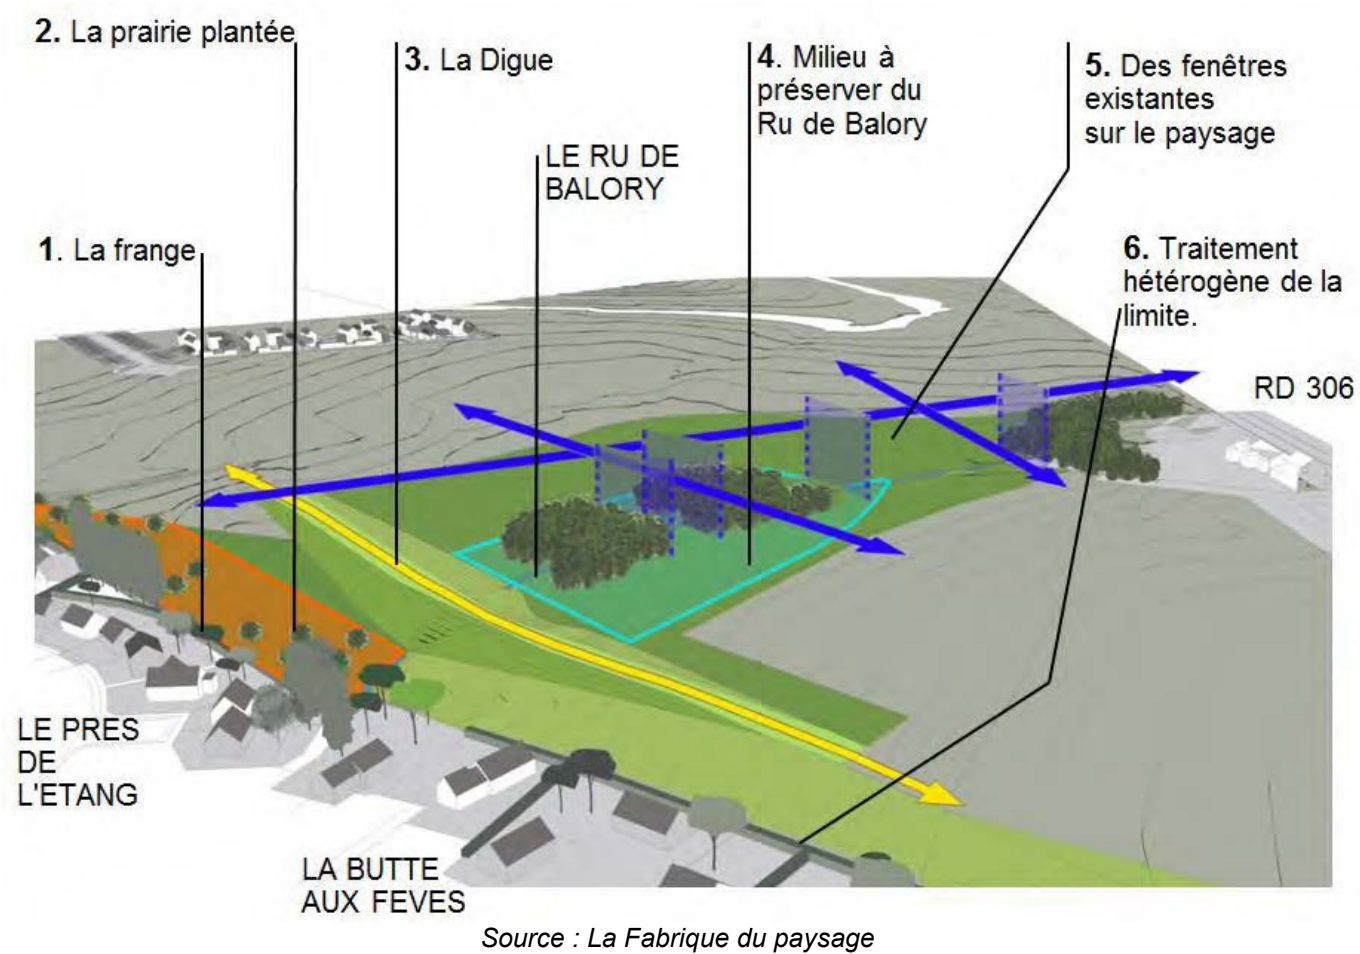 2. La prairie plantée
3. La Digue
4. Milieu à
préserver du
Ru de Balory
5. Des fenêtres
existantes
sur le paysage
LE RU DE
BALORY
1. La frange
6. Traitement
hétérogène de la
limite.
RD 306
LE PRES
DE
L'ETANG
LA BUTTE
AUX FEVES
Source : La Fabrique du paysage